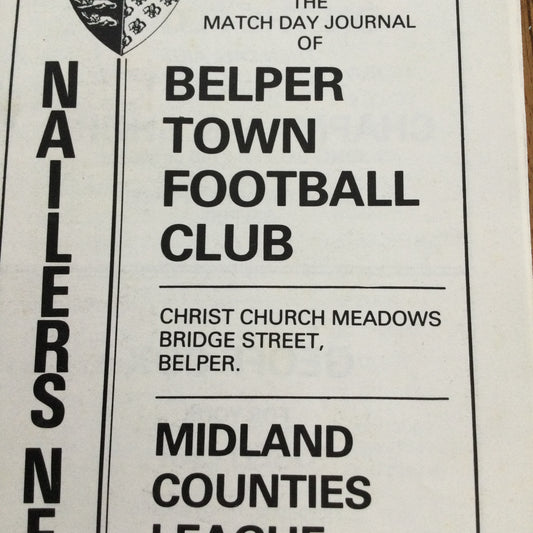 THE
MATCH DAY JOURNAL
OF
BELPER
TOWN
FOOTBALL
CLUB
CHRIST CHURCH MEADOWS
BRIDGE STREET,
BELPER.
MIDLAND
COUNTIES
LEAGUE
NAILERS NE